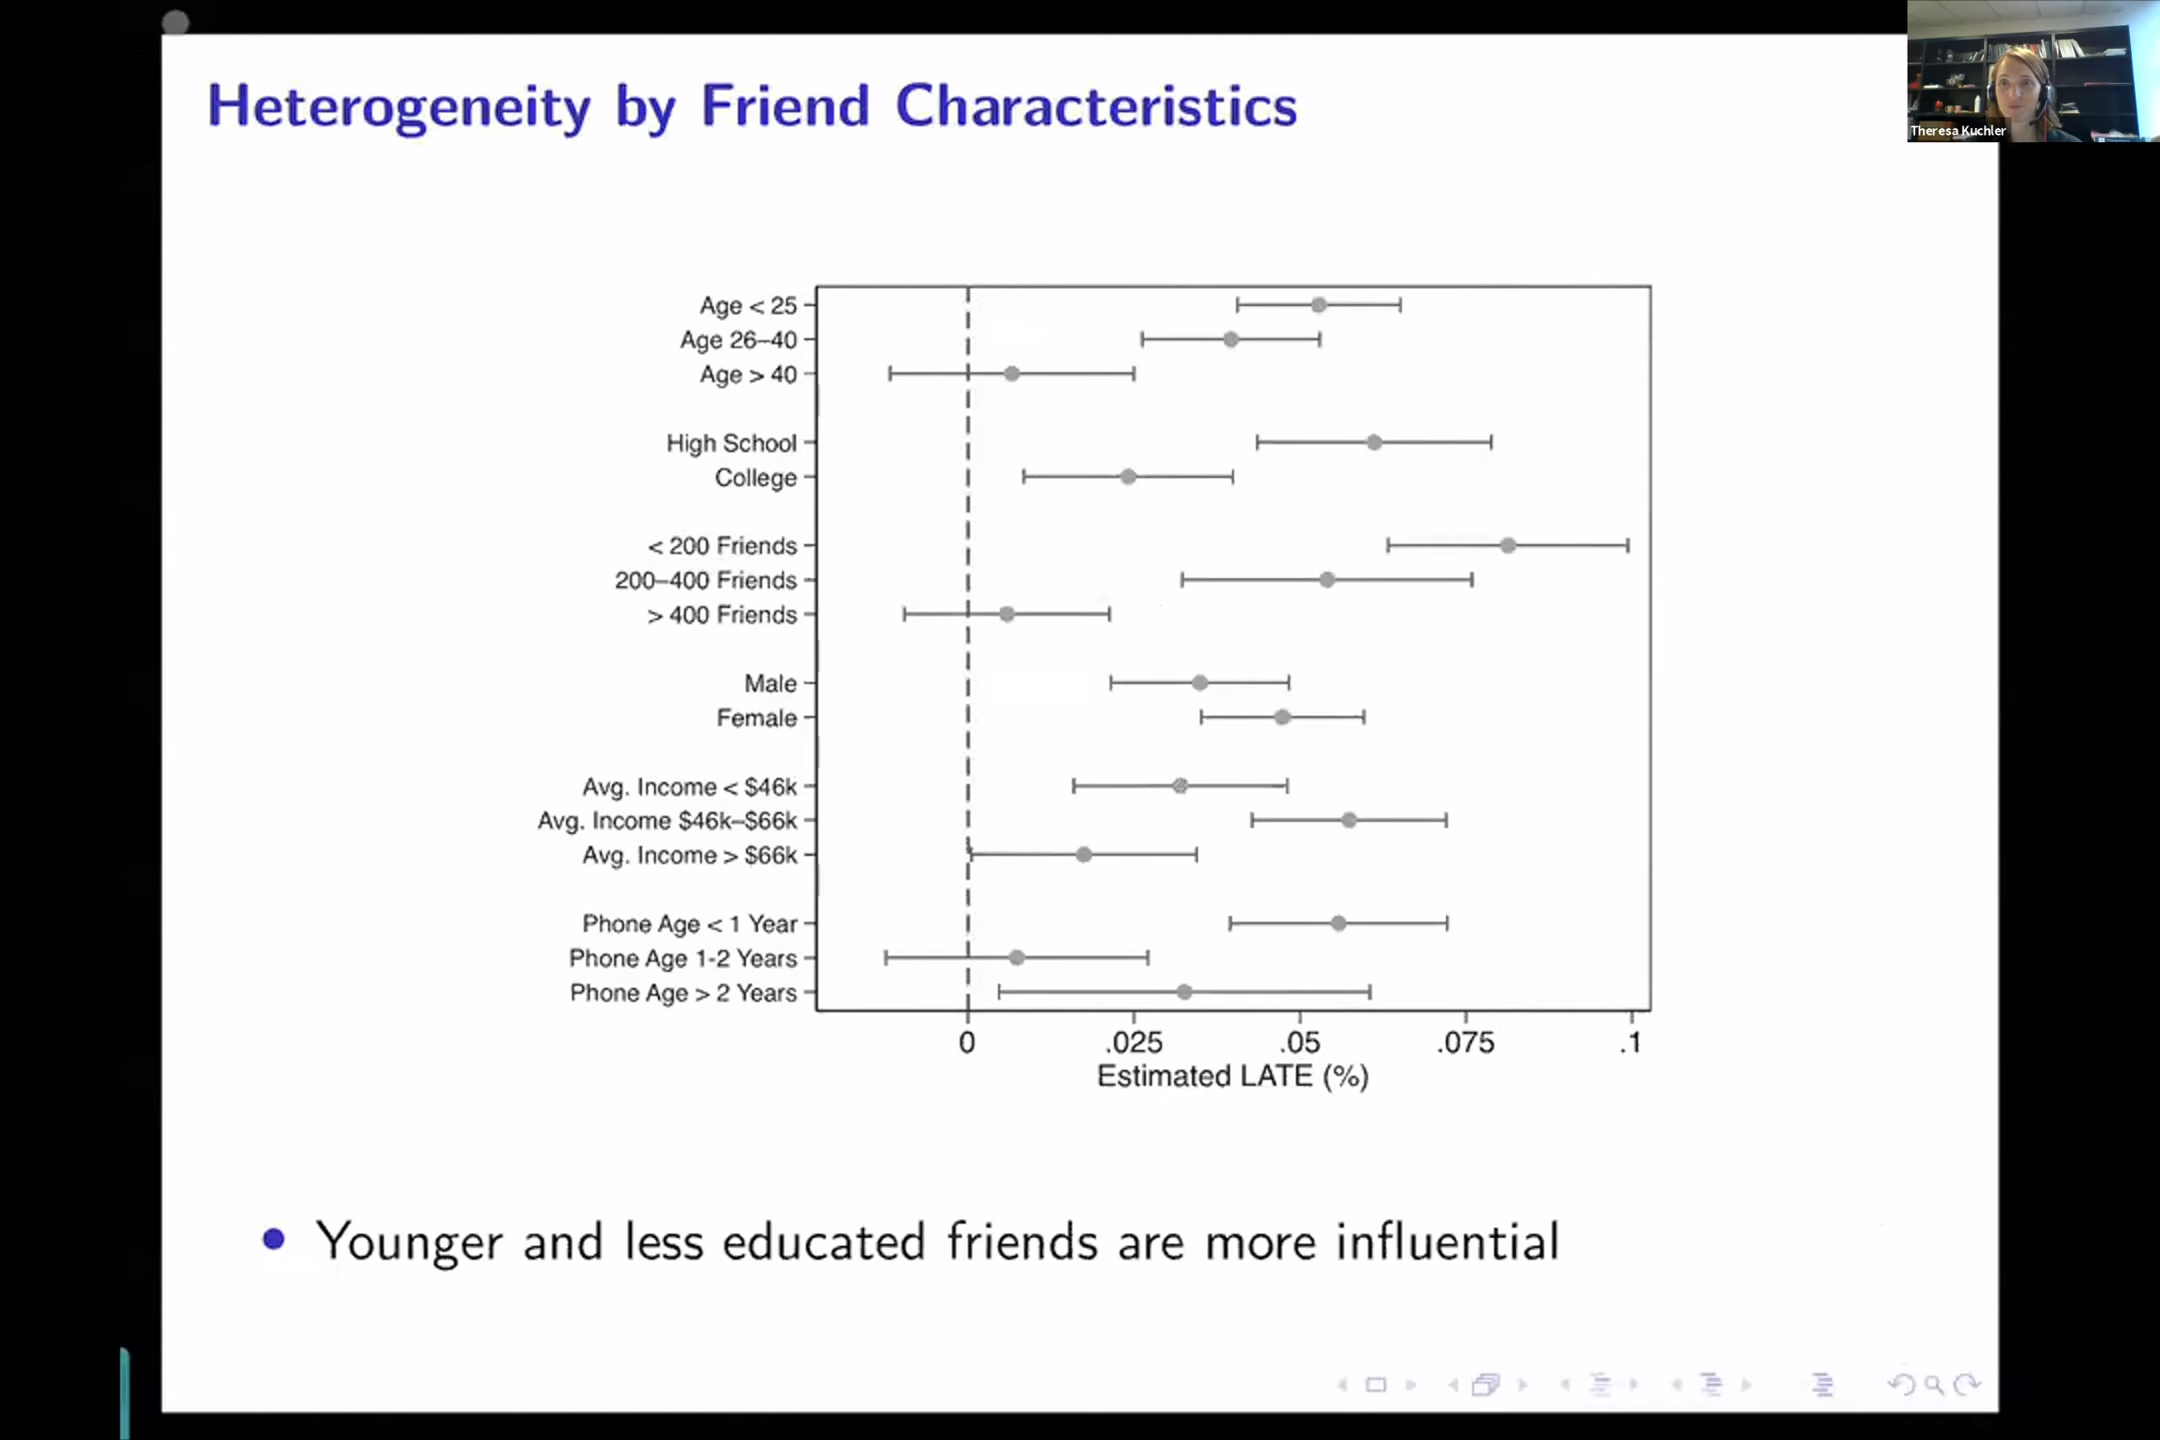 Heterogeneity by Friend Characteristics
Theresa Kuchler
Age < 25
Age 26–40
Age > 40
High School
College
< 200 Friends
200–400 Friends
> 400 Friends
Male
Female
Avg. Income < $46k
Avg. Income $46k–$66k
Avg. Income > $66k
Phone Age < 1 Year
Phone Age 1-2 Years
Phone Age > 2 Years
0 .025 .05 .075 .1
Estimated LATE (%)
• Younger and less educated friends are more influential